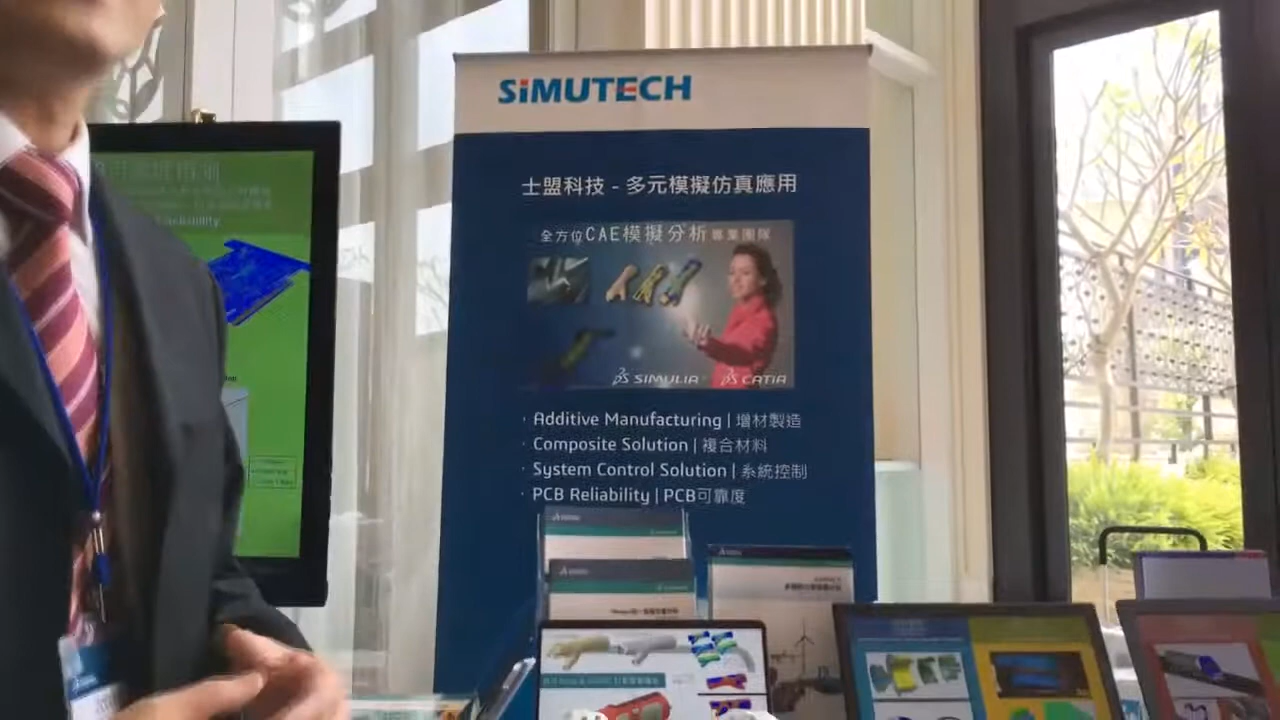 SIMUTECH
士盟科技 - 多元模擬仿真應用
全方位CAE模擬分析專業團隊
SIMULIA CATIA
· Additive Manufacturing | 增材製造
· Composite Solution | 複合材料
· System Control Solution | 系統控制
· PCB Reliability | PCB可靠度